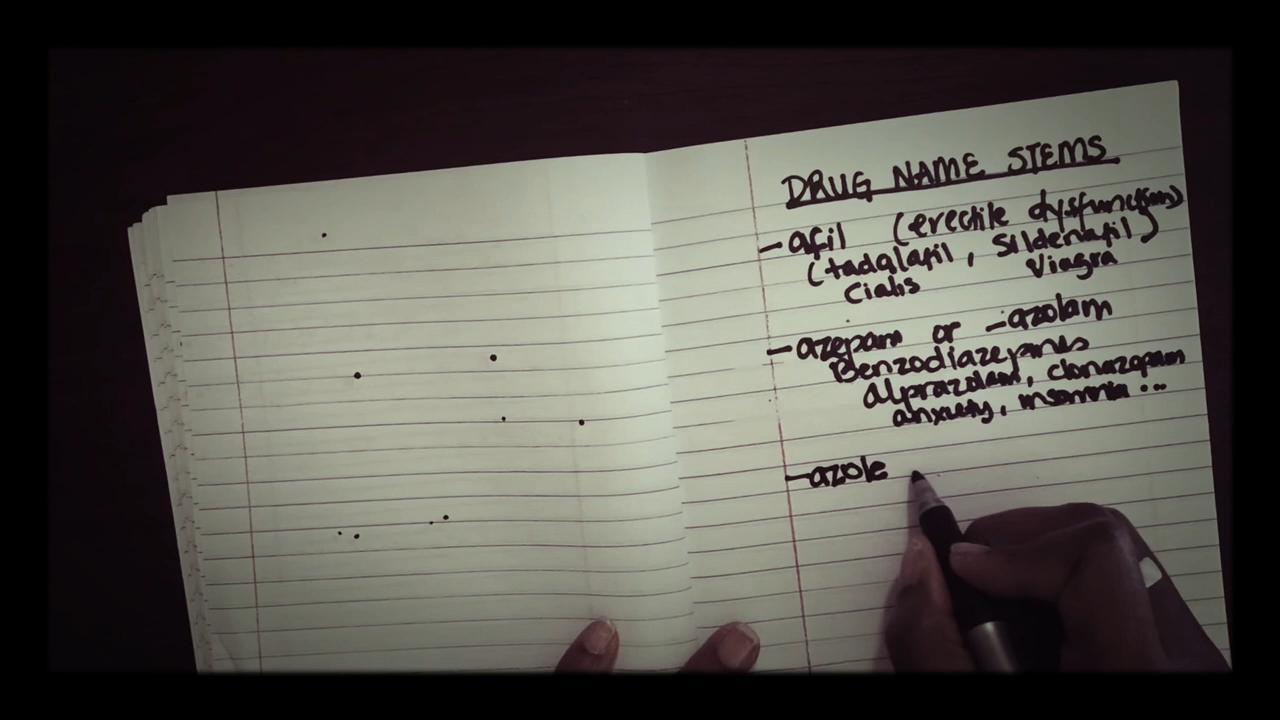 DRUG NAME STEMS
-afil (erectile dysfunction)
(tadalafil, Sildenafil)
Cialis Viagra
-azepam or -azolam
Benzodiazepines
Alprazolam, clonazepam
anxiety, insomnia ...
-azole